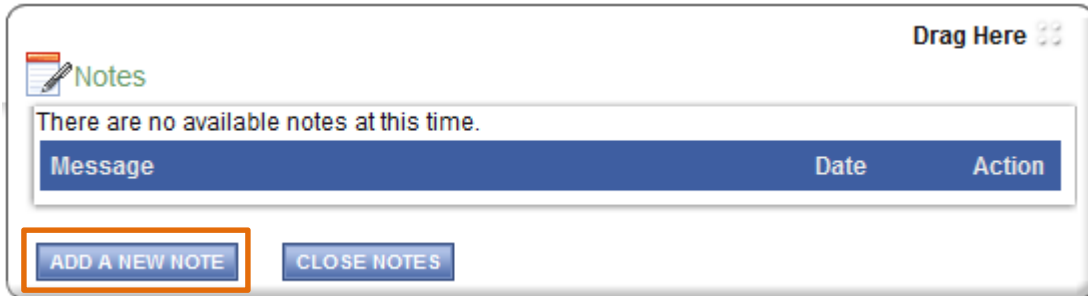 Drag Here
Notes
There are no available notes at this time.
Message Date Action
ADD A NEW NOTE CLOSE NOTES